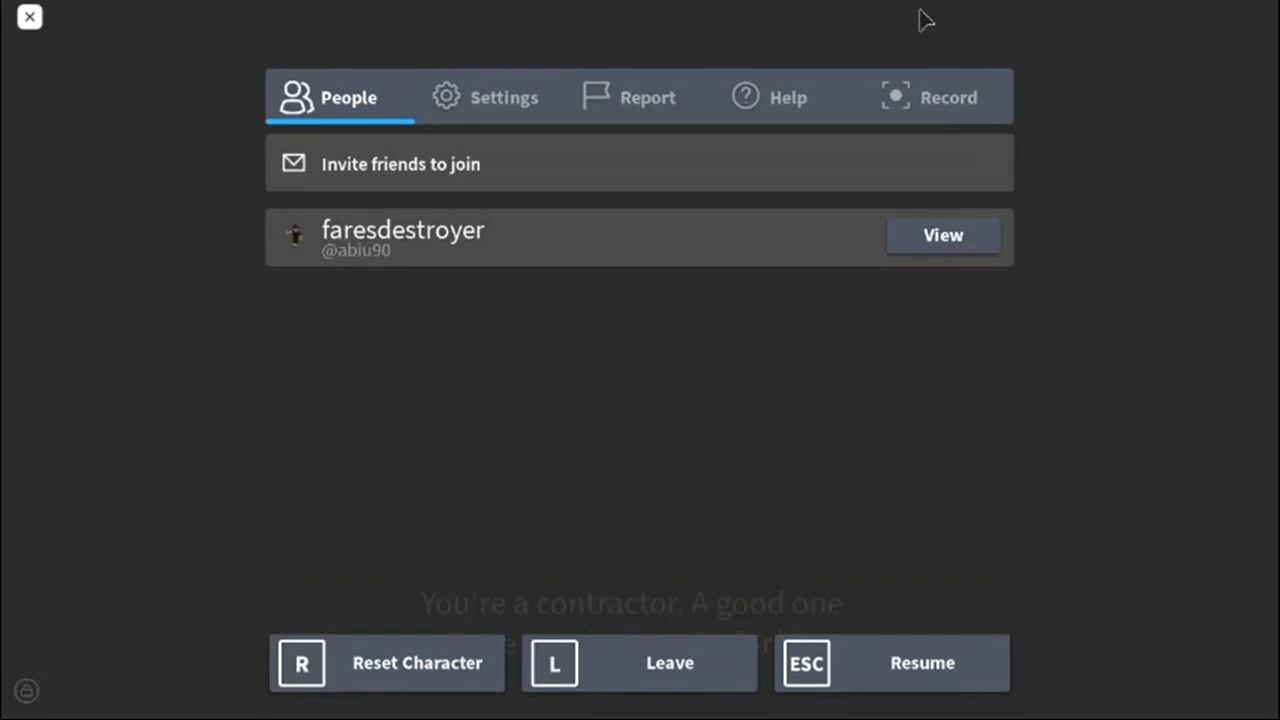 People
Settings
Report
Help
Record
Invite friends to join
faresdestroyer
@abiu90
View
You're a contractor. A good one
R
Reset Character
L
Leave
ESC
Resume